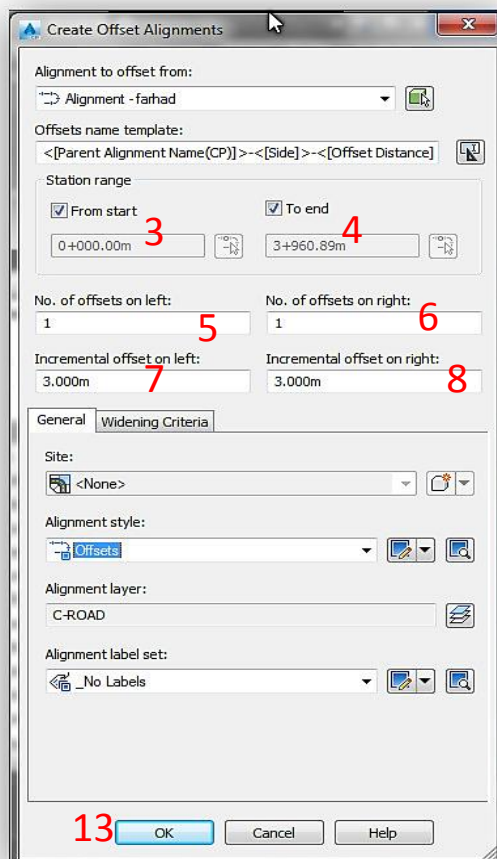 Create Offset Alignments
Alignment to offset from:
Alignment - farhad
Offsets name template:
<[Parent Alignment Name(CP)]>-<[Side]>-<[Offset Distance]
Station range
From start To end
3 4
0+000.00m 3+960.89m
No. of offsets on left: No. of offsets on right:
1 5 1 6
Incremental offset on left: Incremental offset on right:
3.000m 7 3.000m 8
General Widening Criteria
Site:
<None>
Alignment style:
Offsets
Alignment layer:
C-ROAD
Alignment label set:
_No Labels
13 OK Cancel Help